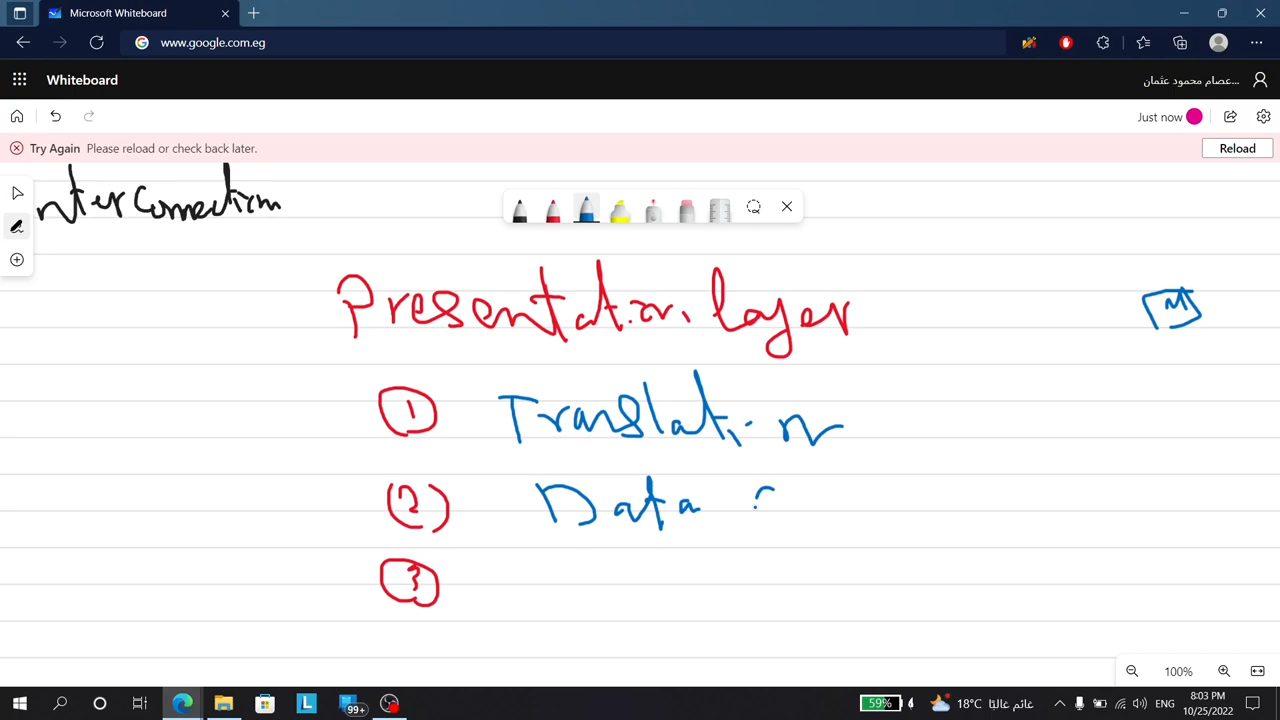 Microsoft Whiteboard
www.google.com.eg
Whiteboard
عصام محمود عثمان...
Just now
Try Again Please reload or check back later.
Reload
Presentation layer
1 Translation
(2) Data
3
M
100%
L
99+
59%
18°C غائم غالبًا
ENG
8:03 PM
10/25/2022